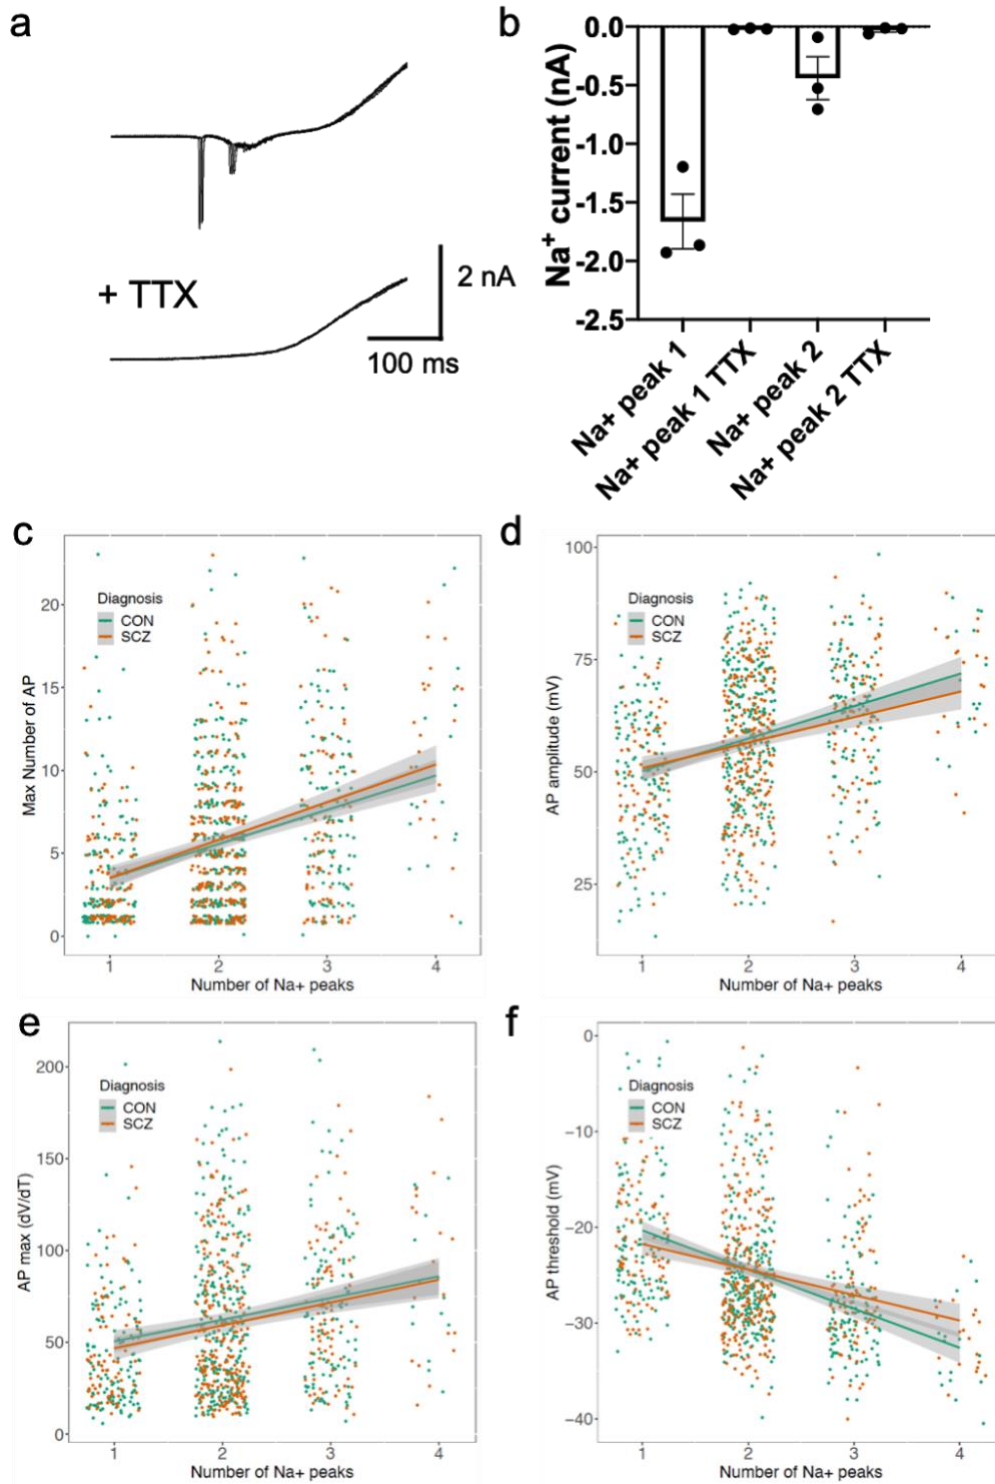 a
+ TTX
2 nA
100 ms
b
Na+ current (nA)
0.0
-0.5
-1.0
-1.5
-2.0
-2.5
Na+ peak 1
Na+ peak 1 TTX
Na+ peak 2
Na+ peak 2 TTX
c
Max Number of AP
20
15
10
5
0
Diagnosis
CON
SCZ
1 2 3 4
Number of Na+ peaks
d
AP amplitude (mV)
100
75
50
25
Diagnosis
CON
SCZ
1 2 3 4
Number of Na+ peaks
e
AP max (dV/dT)
200
150
100
50
0
Diagnosis
CON
SCZ
1 2 3 4
Number of Na+ peaks
f
AP threshold (mV)
0
−10
−20
−30
−40
Diagnosis
CON
SCZ
1 2 3 4
Number of Na+ peaks